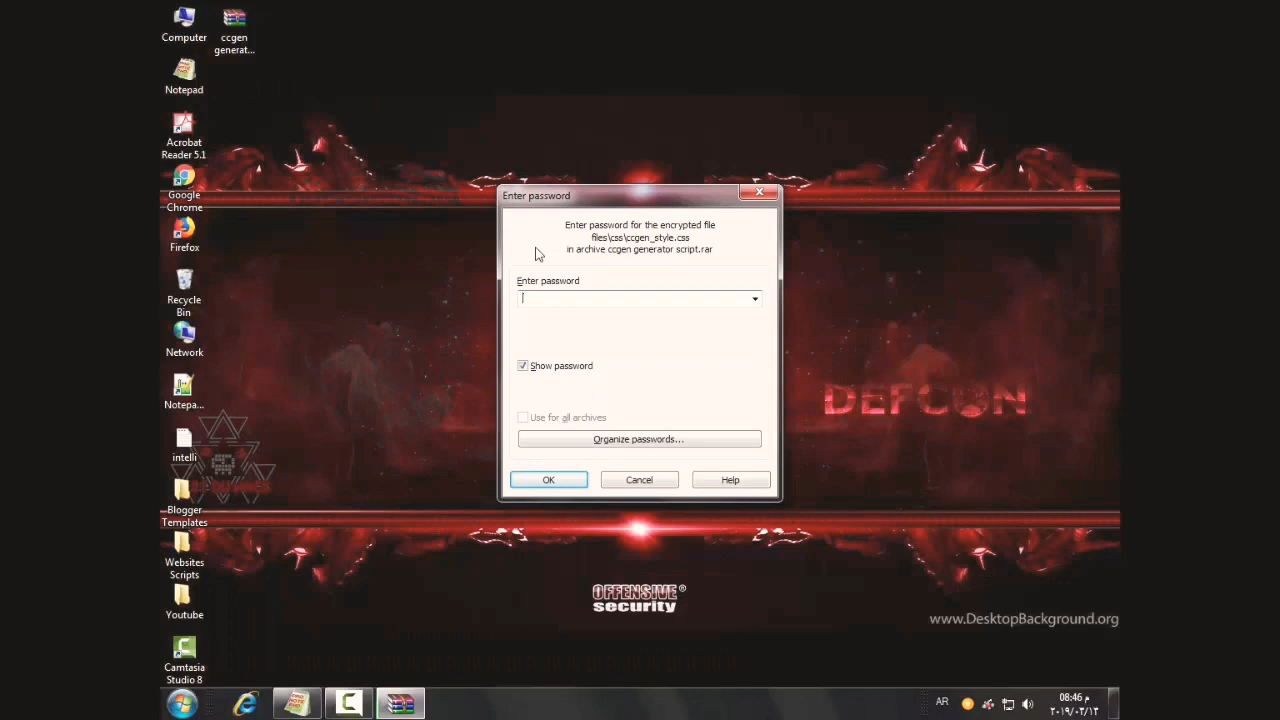 Computer
ccgen
generat...
Notepad
Acrobat
Reader 5.1
Google
Chrome
Firefox
Recycle
Bin
Network
Notepa...
intelli
Blogger
Templates
Websites
Scripts
Youtube
Camtasia
Studio 8
Enter password
Enter password for the encrypted file
files\css\ccgen_style.css
in archive ccgen generator script.rar
Enter password
Show password
Use for all archives
Organize passwords...
OK
Cancel
Help
DEFCON
OFFENSIVE®
security
www.DesktopBackground.org
AR
08:46 م
٢٠١٩/٠٣/١٣